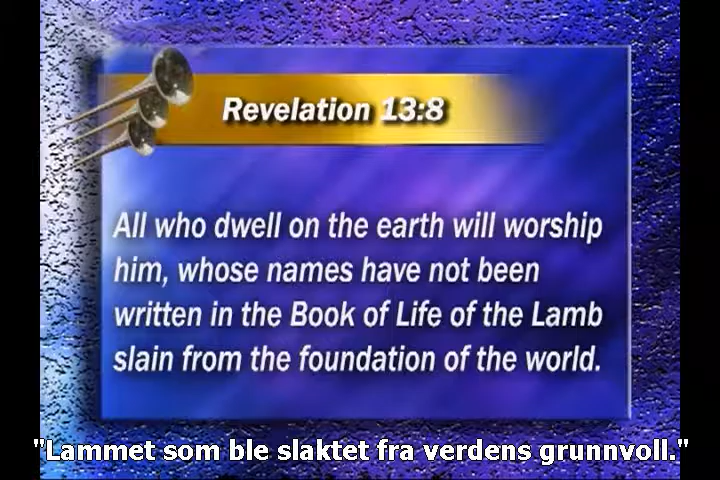 Revelation 13:8
All who dwell on the earth will worship
him, whose names have not been
written in the Book of Life of the Lamb
slain from the foundation of the world.
"Lammet som ble slaktet fra verdens grunnvoll."